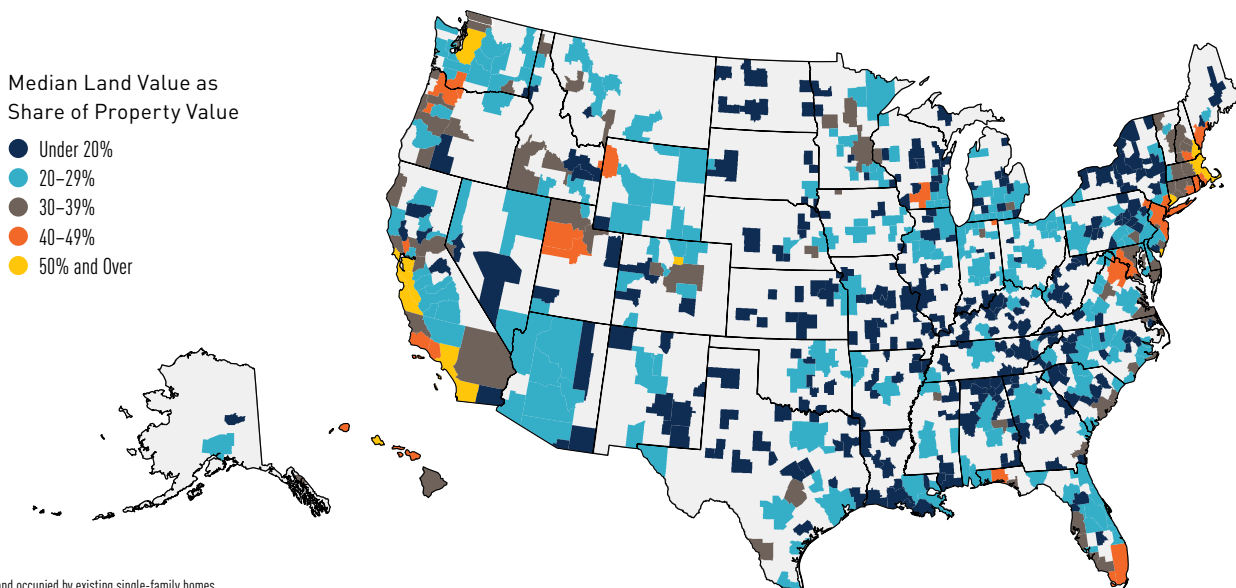 Median Land Value as
Share of Property Value
Under 20%
20–29%
30–39%
40–49%
50% and Over
and occupied by existing single-family homes